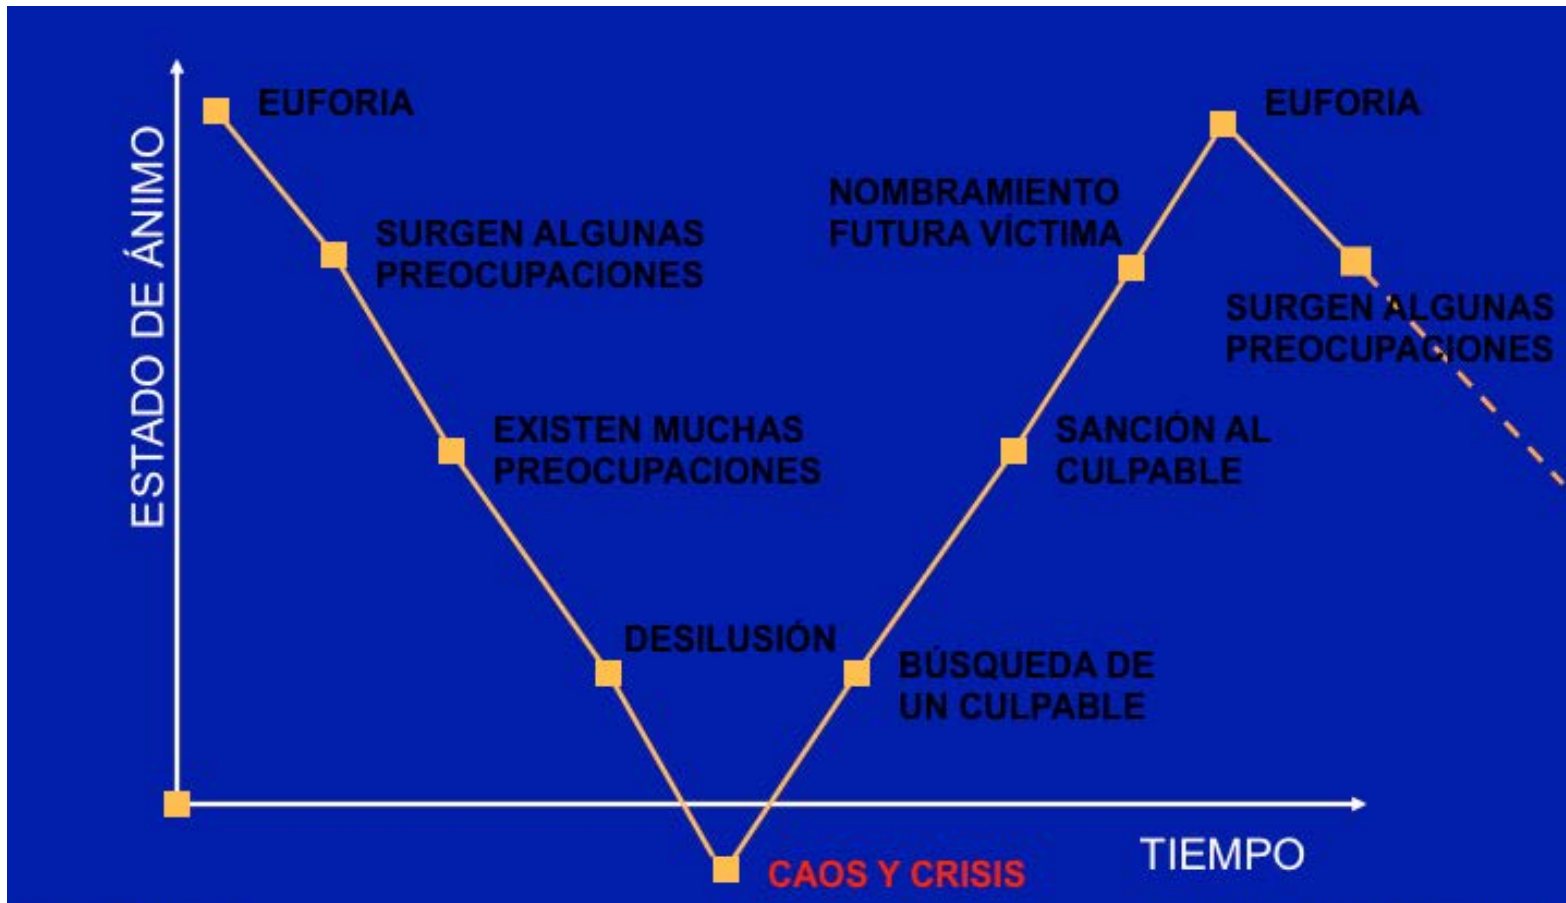 ESTADO DE ÁNIMO
EUFORIA
SURGEN ALGUNAS
PREOCUPACIONES
EXISTEN MUCHAS
PREOCUPACIONES
DESILUSIÓN
CAOS Y CRISIS
BÚSQUEDA DE
UN CULPABLE
SANCIÓN AL
CULPABLE
NOMBRAMIENTO
FUTURA VÍCTIMA
EUFORIA
SURGEN ALGUNAS
PREOCUPACIONES
TIEMPO